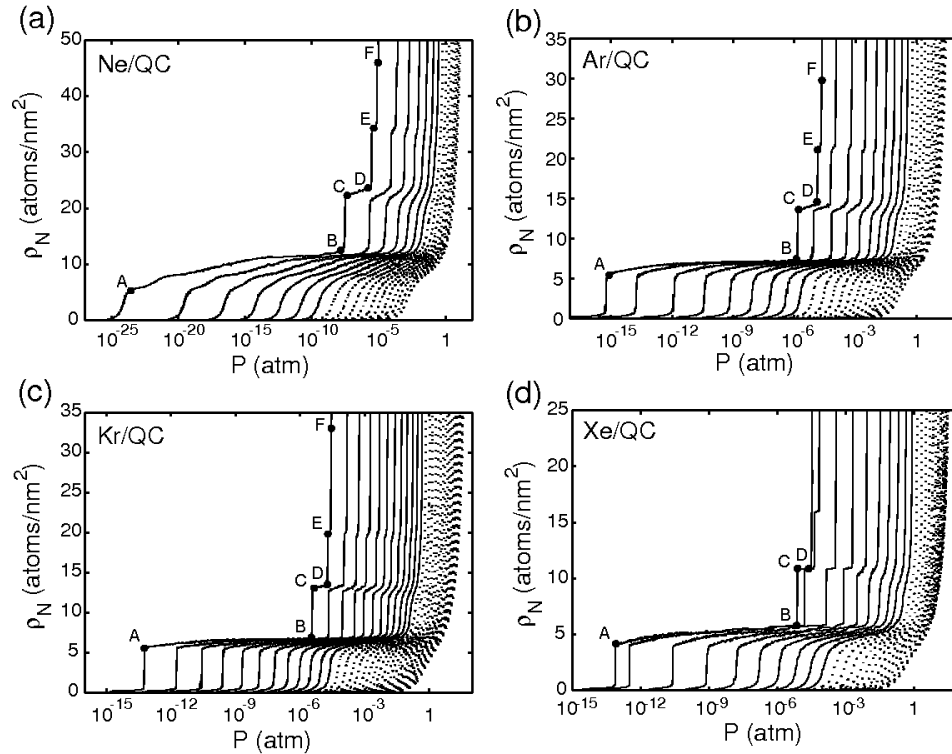 (a)
Ne/QC
ρN (atoms/nm²)
50
40
30
20
10
0
A
B
C
D
E
F
10⁻²⁵
10⁻²⁰
10⁻¹⁵
10⁻¹⁰
10⁻⁵
1
P (atm)
(b)
Ar/QC
ρN (atoms/nm²)
35
30
25
20
15
10
5
0
A
B
C
D
E
F
10⁻¹⁵
10⁻¹²
10⁻⁹
10⁻⁶
10⁻³
1
P (atm)
(c)
Kr/QC
ρN (atoms/nm²)
35
30
25
20
15
10
5
0
A
B
C
D
E
F
10⁻¹⁵
10⁻¹²
10⁻⁹
10⁻⁶
10⁻³
1
P (atm)
(d)
Xe/QC
ρN (atoms/nm²)
25
20
15
10
5
0
A
B
C
D
10⁻¹⁵
10⁻¹²
10⁻⁹
10⁻⁶
10⁻³
1
P (atm)